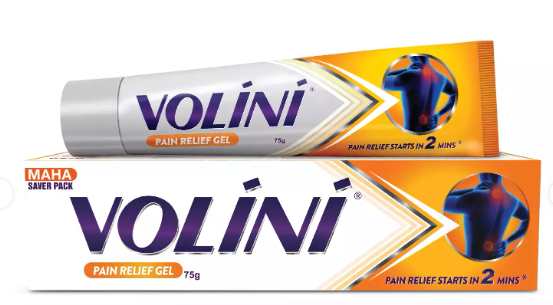 VOLINI®
PAIN RELIEF GEL
75g
PAIN RELIEF STARTS IN 2 MINS*
MAHA
SAVER PACK
VOLINI®
PAIN RELIEF GEL 75g
PAIN RELIEF STARTS IN 2 MINS*